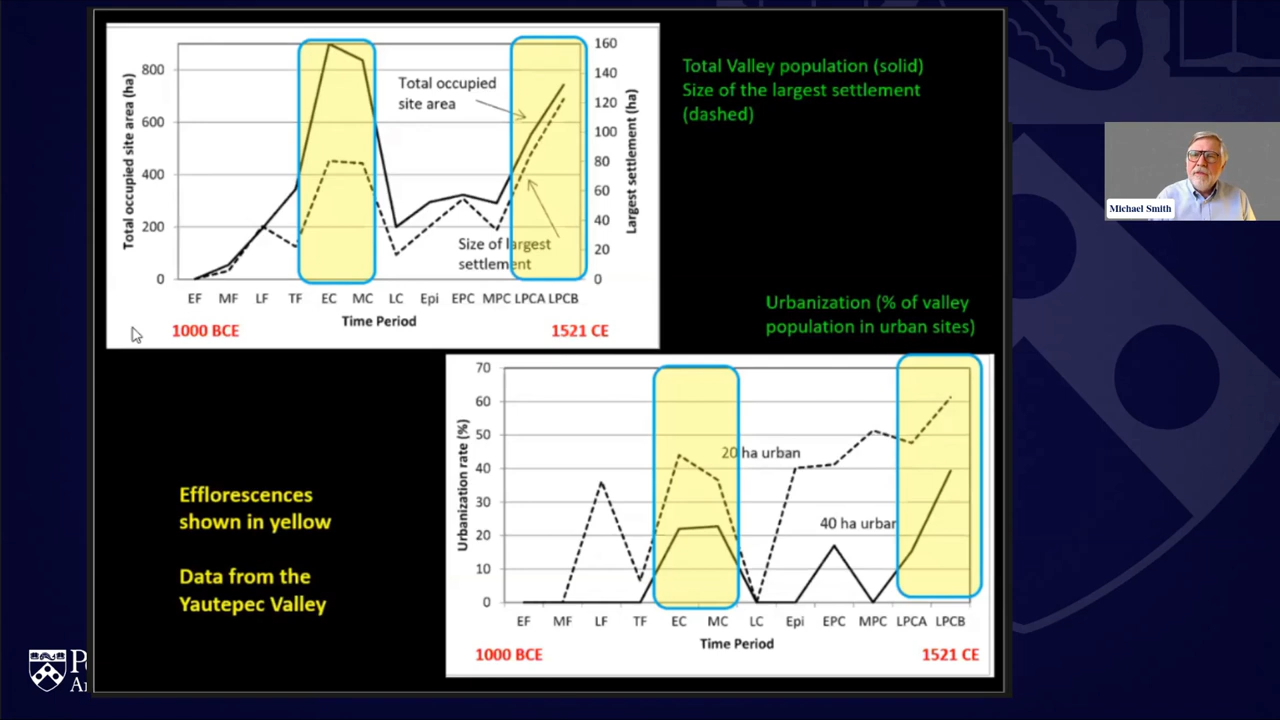 Total occupied site area (ha)
800
600
400
200
0
Total occupied
site area
Size of largest
settlement
160
140
120
100
80
60
40
20
0
Largest settlement (ha)
EF MF LF TF EC MC LC Epi EPC MPC LPCA LPCB
Time Period
1000 BCE 1521 CE
Total Valley population (solid)
Size of the largest settlement
(dashed)
Michael Smith
Urbanization (% of valley
population in urban sites)
Urbanization rate (%)
70
60
50
40
30
20
10
0
20 ha urban
40 ha urban
EF MF LF TF EC MC LC Epi EPC MPC LPCA LPCB
Time Period
1000 BCE 1521 CE
Efflorescences
shown in yellow
Data from the
Yautepec Valley